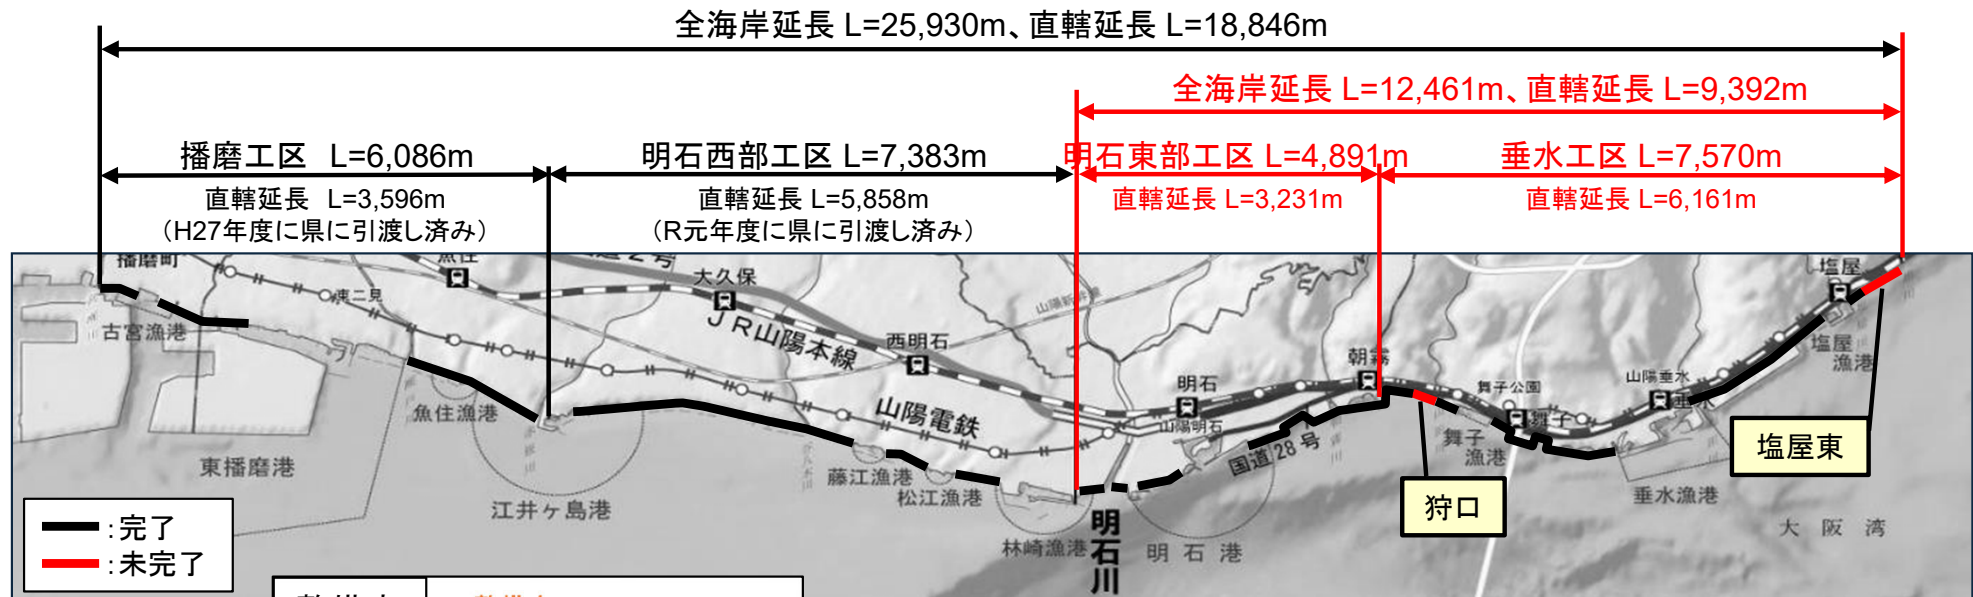 全海岸延長 L=25,930m、直轄延長 L=18,846m
全海岸延長 L=12,461m、直轄延長 L=9,392m
播磨工区 L=6,086m
明石西部工区 L=7,383m
明石東部工区 L=4,891m
垂水工区 L=7,570m
直轄延長 L=3,596m
(H27年度に県に引渡し済み)
直轄延長 L=5,858m
(R元年度に県に引渡し済み)
直轄延長 L=3,231m
直轄延長 L=6,161m
播磨町
魚住
大久保
塩屋
東二見
山陽新幹線
古宮漁港
JR山陽本線
西明石
朝霧
明石
舞子公園
山陽垂水
塩屋漁港
魚住漁港
山陽電鉄
山陽明石
舞子
国道28号
舞子漁港
塩屋東
東播磨港
藤江漁港
松江漁港
垂水漁港
狩口
江井ヶ島港
林崎漁港
明石川
明石港
大阪湾
:完了
:未完了